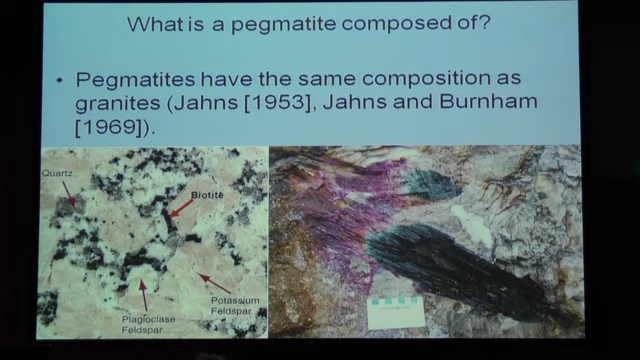 What is a pegmatite composed of?
• Pegmatites have the same composition as
granites (Jahns [1953], Jahns and Burnham
[1969]).
Quartz
Biotite
Potassium
Feldspar
Plagioclase
Feldspar